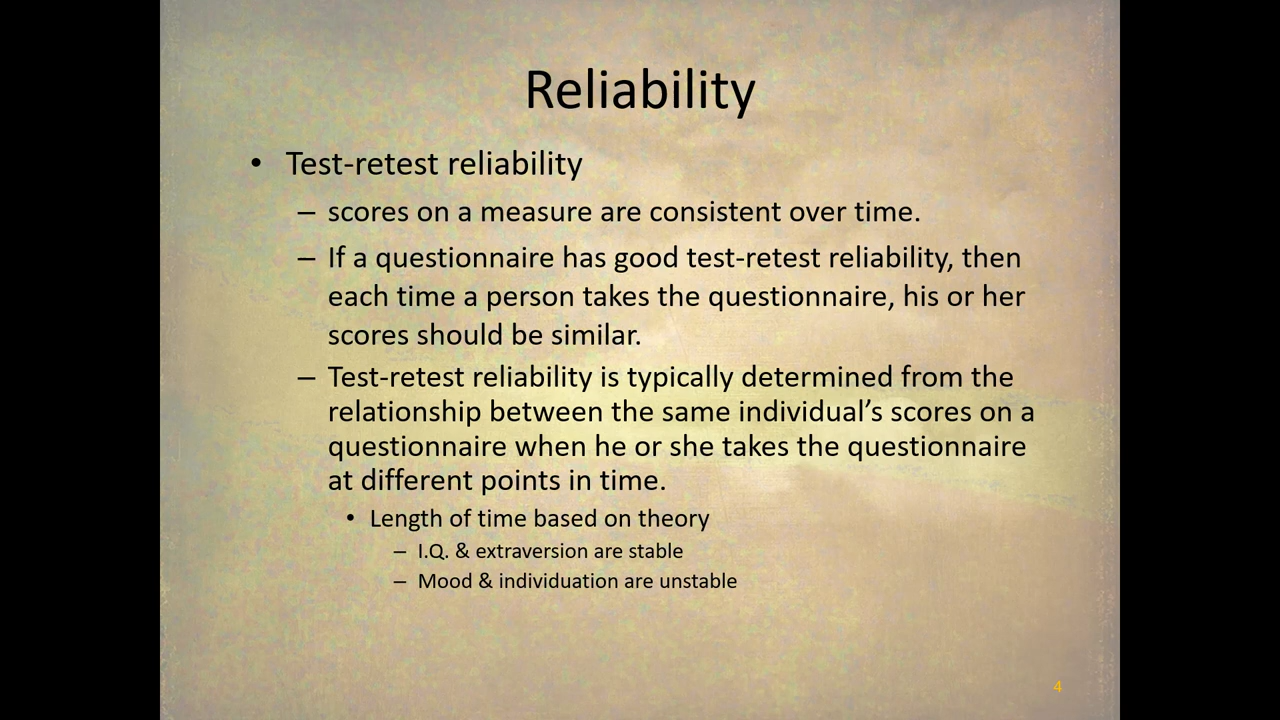 Reliability
• Test-retest reliability
– scores on a measure are consistent over time.
– If a questionnaire has good test-retest reliability, then
each time a person takes the questionnaire, his or her
scores should be similar.
– Test-retest reliability is typically determined from the
relationship between the same individual’s scores on a
questionnaire when he or she takes the questionnaire
at different points in time.
• Length of time based on theory
– I.Q. & extraversion are stable
– Mood & individuation are unstable
4